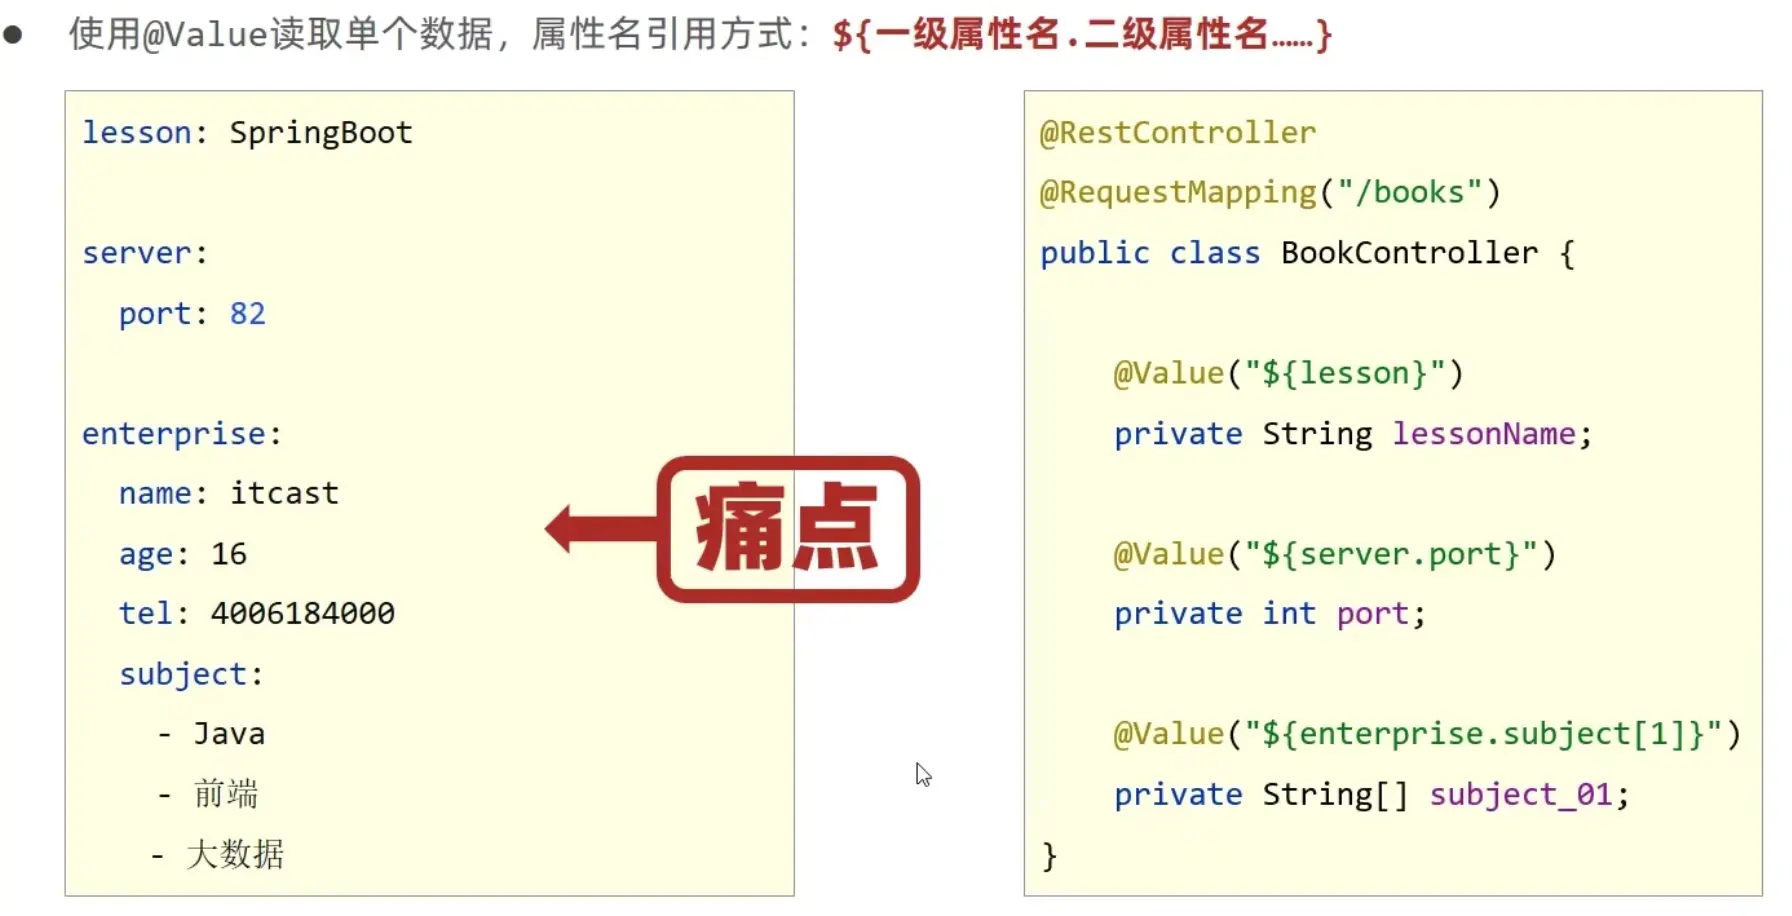 ● 使用@Value读取单个数据，属性名引用方式：${一级属性名.二级属性名……}
lesson: SpringBoot
server:
port: 82
enterprise:
name: itcast
age: 16
tel: 4006184000
subject:
- Java
- 前端
- 大数据
痛点
@RestController
@RequestMapping("/books")
public class BookController {
@Value("${lesson}")
private String lessonName;
@Value("${server.port}")
private int port;
@Value("${enterprise.subject[1]}")
private String[] subject_01;
}